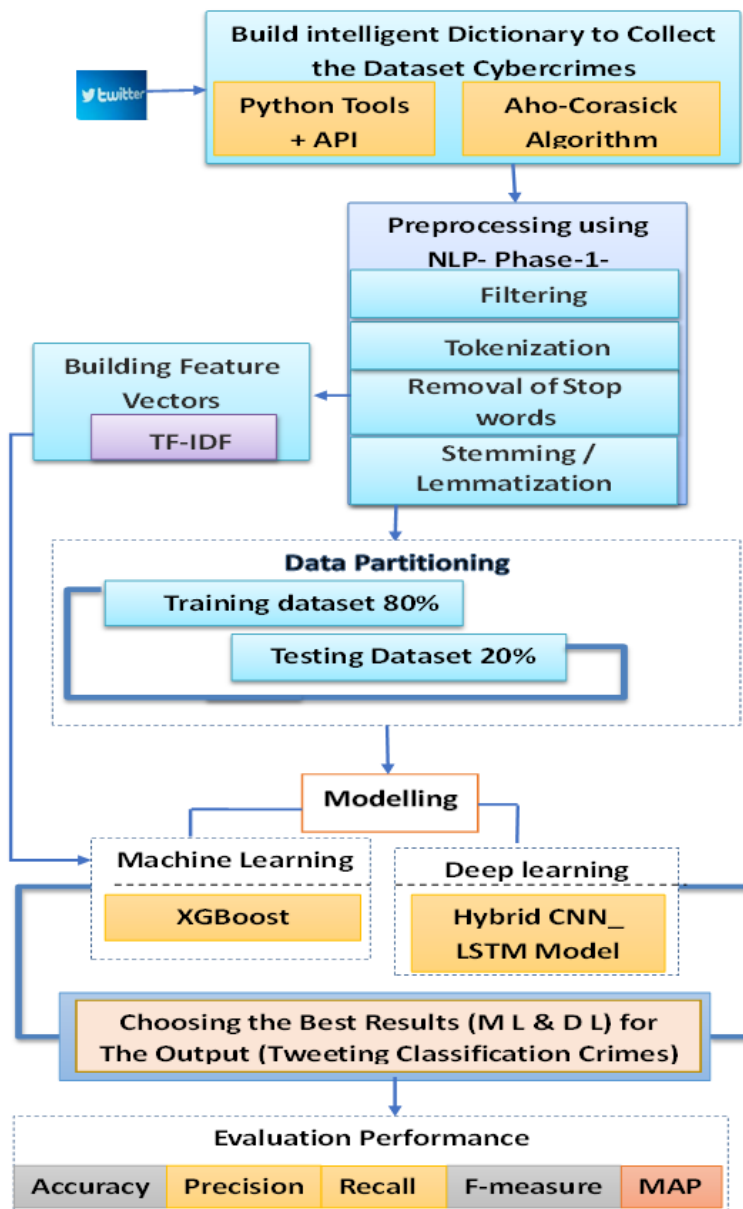 Build intelligent Dictionary to Collect
the Dataset Cybercrimes
twitter
Python Tools
+ API
Aho-Corasick
Algorithm
Preprocessing using
NLP- Phase-1-
Filtering
Tokenization
Removal of Stop
words
Stemming /
Lemmatization
Building Feature
Vectors
TF-IDF
Data Partitioning
Training dataset 80%
Testing Dataset 20%
Modelling
Machine Learning
XGBoost
Deep learning
Hybrid CNN_
LSTM Model
Choosing the Best Results (M L & D L) for
The Output (Tweeting Classification Crimes)
Evaluation Performance
Accuracy
Precision
Recall
F-measure
MAP